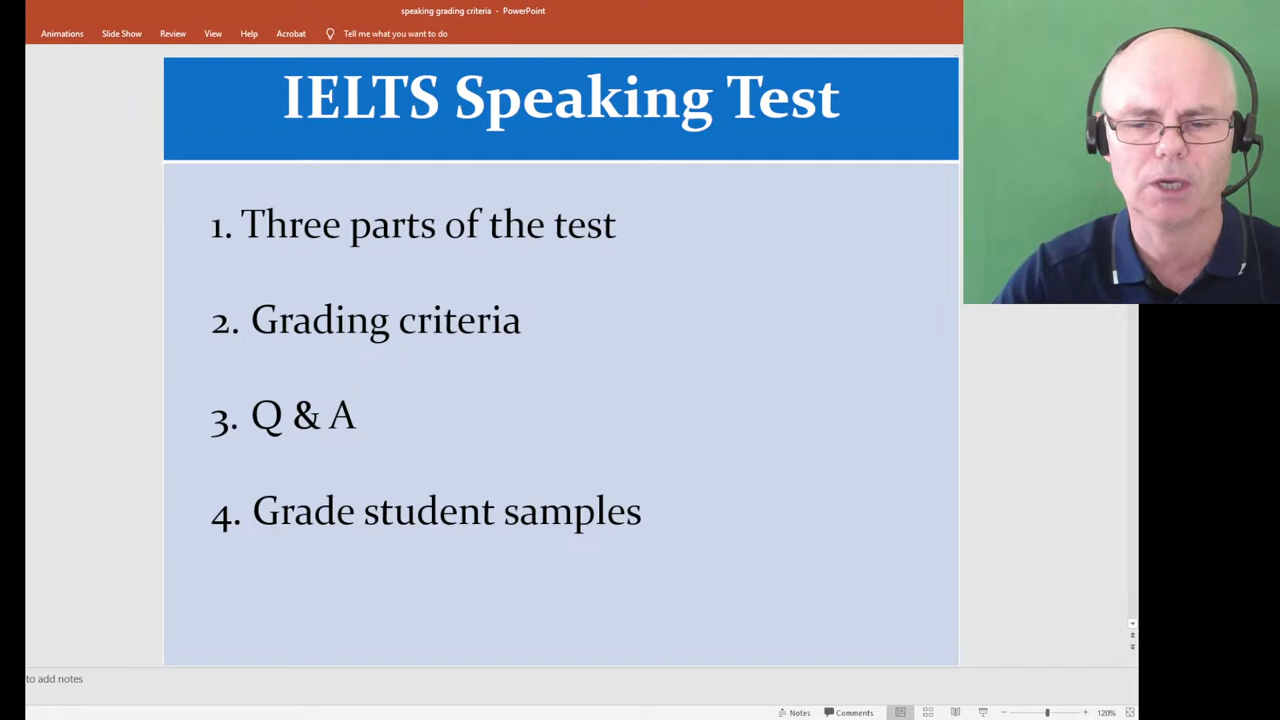 speaking grading criteria - PowerPoint
Animations Slide Show Review View Help Acrobat Tell me what you want to do
IELTS Speaking Test
1. Three parts of the test
2. Grading criteria
3. Q & A
4. Grade student samples
to add notes
Notes Comments 120%